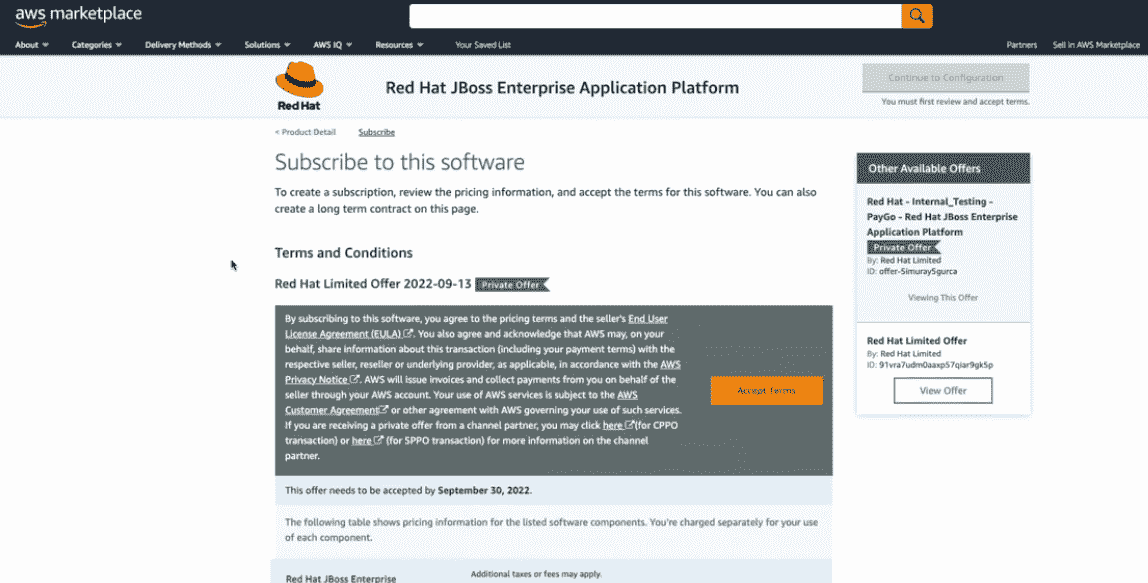 aws marketplace
About Categories Delivery Methods Solutions AWS IQ Resources Your Saved List Partners Sell in AWS Marketplace
Red Hat
Red Hat JBoss Enterprise Application Platform
Continue to Configuration
You must first review and accept terms.
< Product Detail Subscribe
Subscribe to this software
To create a subscription, review the pricing information, and accept the terms for this software. You can also
create a long term contract on this page.
Terms and Conditions
Red Hat Limited Offer 2022-09-13 Private Offer
By subscribing to this software, you agree to the pricing terms and the seller's End User
License Agreement (EULA). You also agree and acknowledge that AWS may, on your
behalf, share information about this transaction (including your payment terms) with the
respective seller, reseller or underlying provider, as applicable, in accordance with the AWS
Privacy Notice. AWS will issue invoices and collect payments from you on behalf of the
seller through your AWS account. Your use of AWS services is subject to the AWS
Customer Agreement or other agreement with AWS governing your use of such services.
If you are receiving a private offer from a channel partner, you may click here (for CPPO
transaction) or here (for SPPO transaction) for more information on the channel
partner.
Accept Terms
This offer needs to be accepted by September 30, 2022.
The following table shows pricing information for the listed software components. You're charged separately for your use
of each component.
Red Hat JBoss Enterprise
Additional taxes or fees may apply.
Other Available Offers
Red Hat - Internal_Testing -
PayGo - Red Hat JBoss Enterprise
Application Platform
Private Offer
By: Red Hat Limited
ID: offer-5imuray5gurca
Viewing This Offer
Red Hat Limited Offer
By: Red Hat Limited
ID: 91vra7udm0aaxp57qiar9gk5p
View Offer